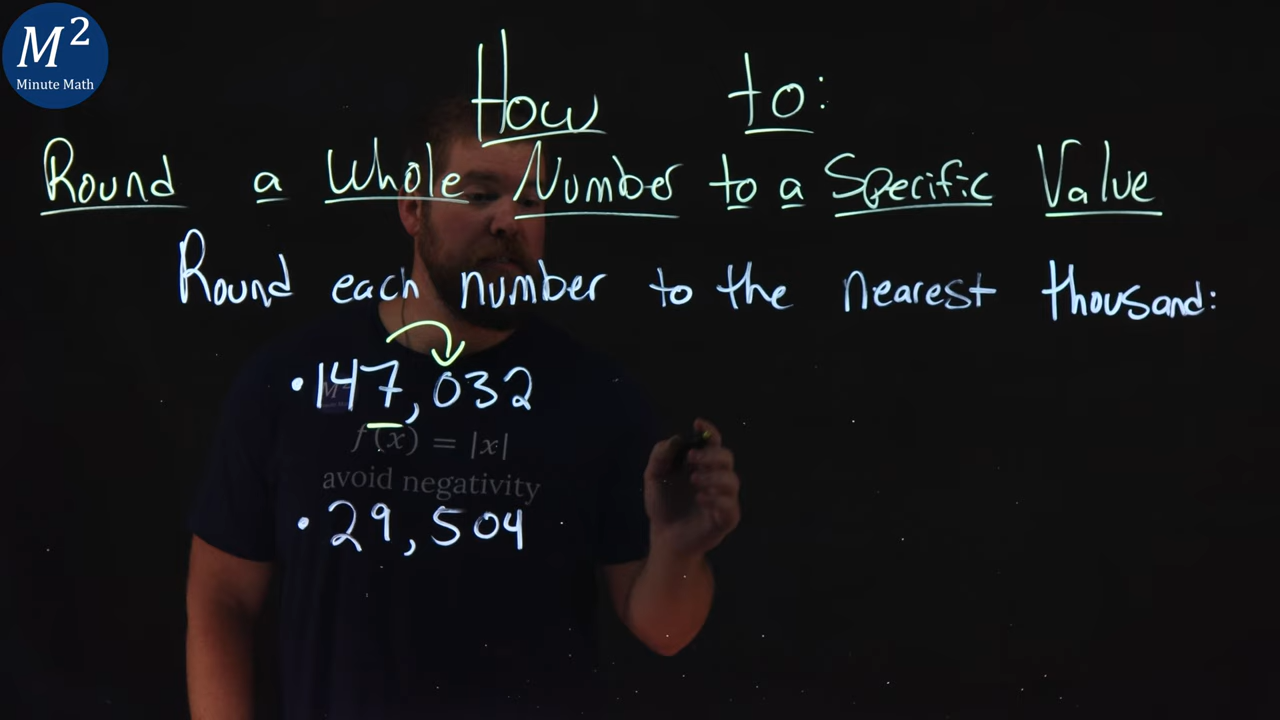 M²
Minute Math
How to:
Round a Whole Number to a Specific Value
Round each number to the nearest thousand:
• 147,032
f(x) = |x|
avoid negativity
• 29,504